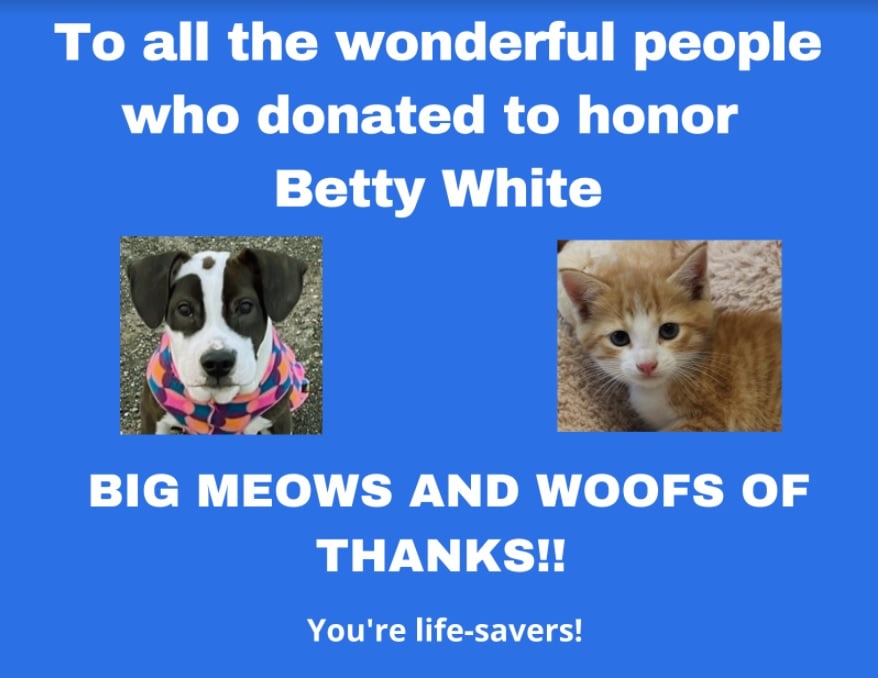 To all the wonderful people
who donated to honor
Betty White
BIG MEOWS AND WOOFS OF
THANKS!!
You're life-savers!